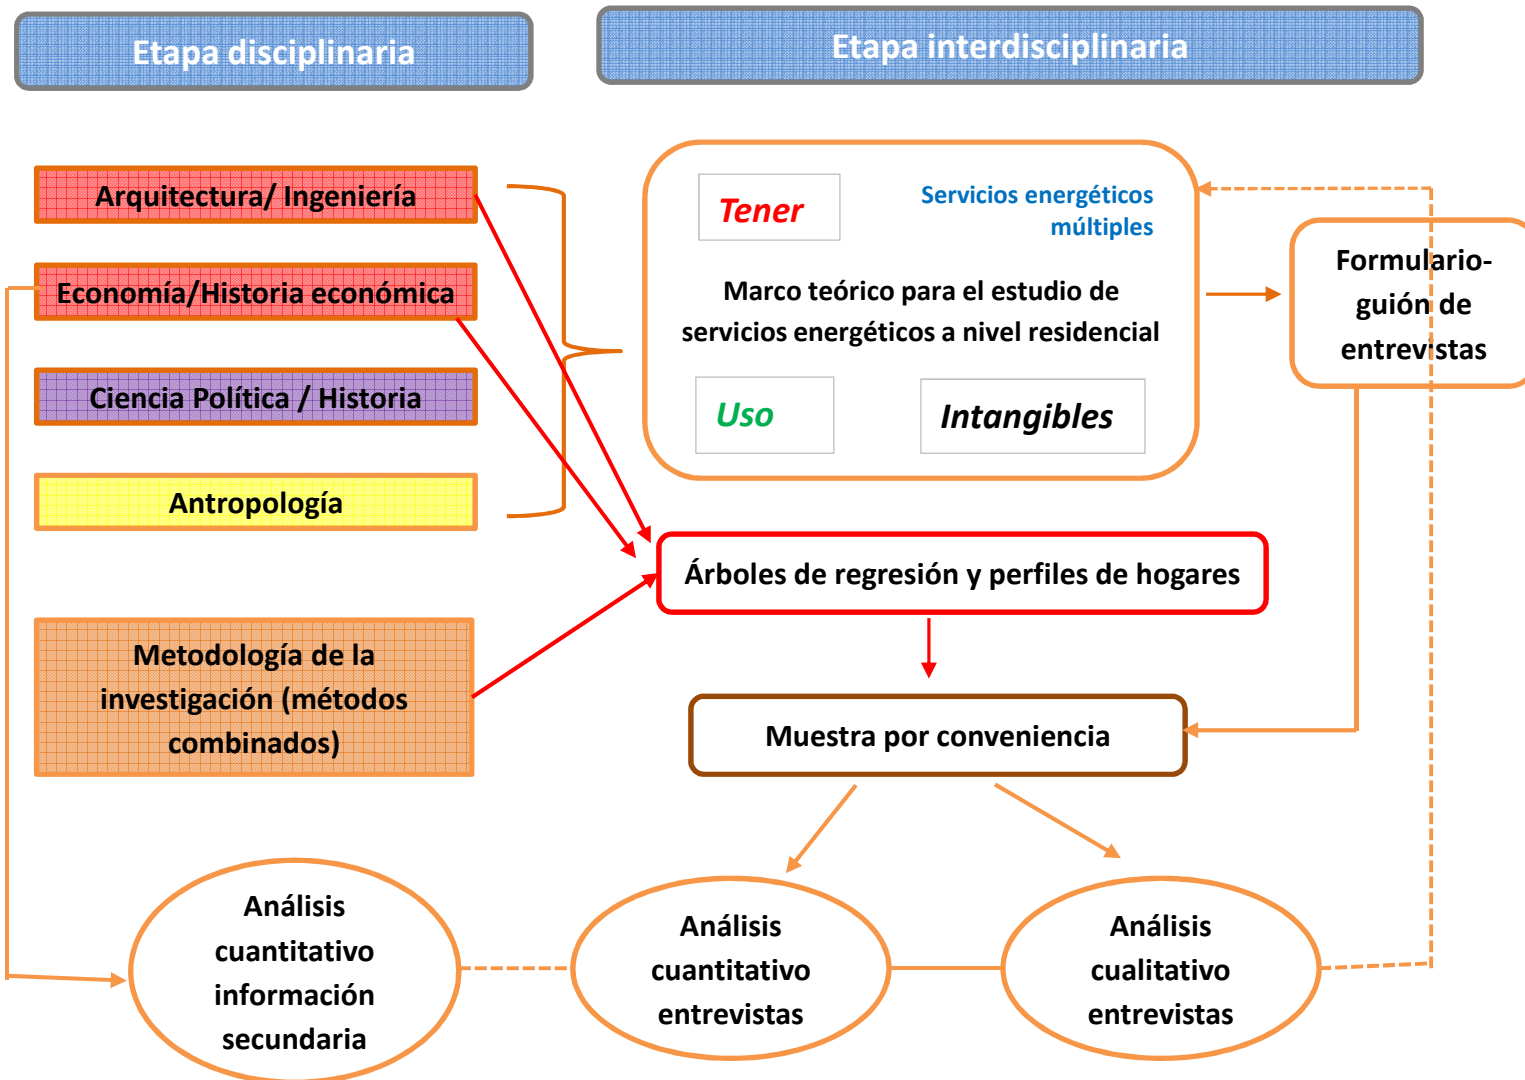 Etapa disciplinaria
Etapa interdisciplinaria
Arquitectura/ Ingeniería
Economía/Historia económica
Ciencia Política / Historia
Antropología
Metodología de la
investigación (métodos
combinados)
Tener
Servicios energéticos
múltiples
Marco teórico para el estudio de
servicios energéticos a nivel residencial
Uso
Intangibles
Formulario-
guión de
entrevistas
Árboles de regresión y perfiles de hogares
Muestra por conveniencia
Análisis
cuantitativo
información
secundaria
Análisis
cuantitativo
entrevistas
Análisis
cualitativo
entrevistas